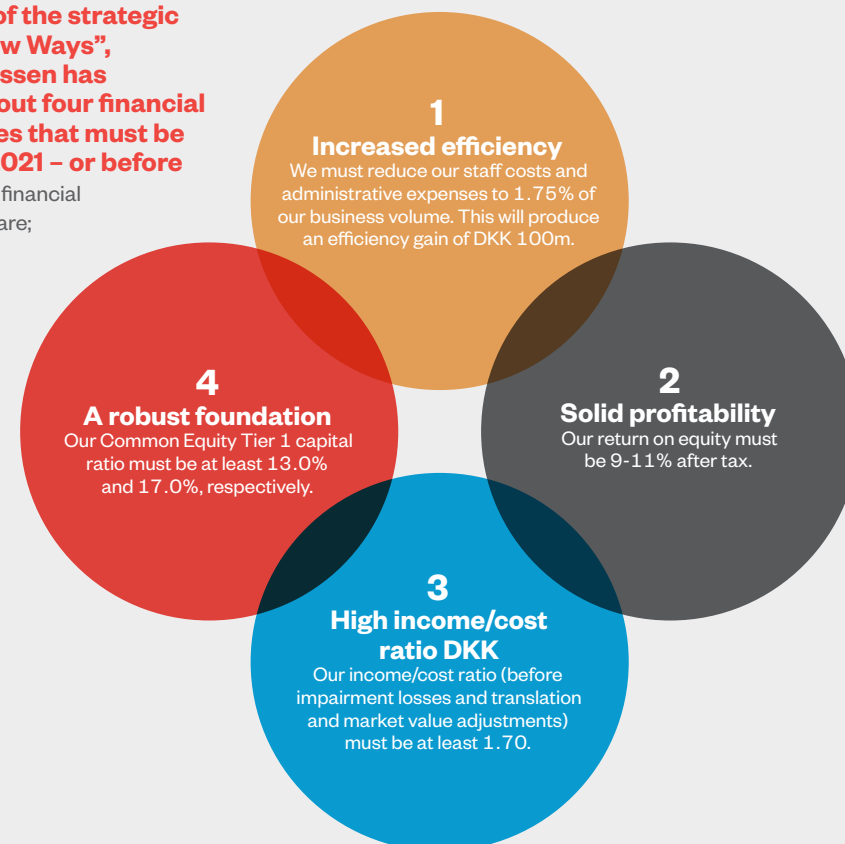 of the strategic
w Ways”,
ssen has
out four financial
es that must be
021 – or before
financial
are;
1
Increased efficiency
We must reduce our staff costs and
administrative expenses to 1.75% of
our business volume. This will produce
an efficiency gain of DKK 100m.
4
A robust foundation
Our Common Equity Tier 1 capital
ratio must be at least 13.0%
and 17.0%, respectively.
2
Solid profitability
Our return on equity must
be 9-11% after tax.
3
High income/cost
ratio DKK
Our income/cost ratio (before
impairment losses and translation
and market value adjustments)
must be at least 1.70.